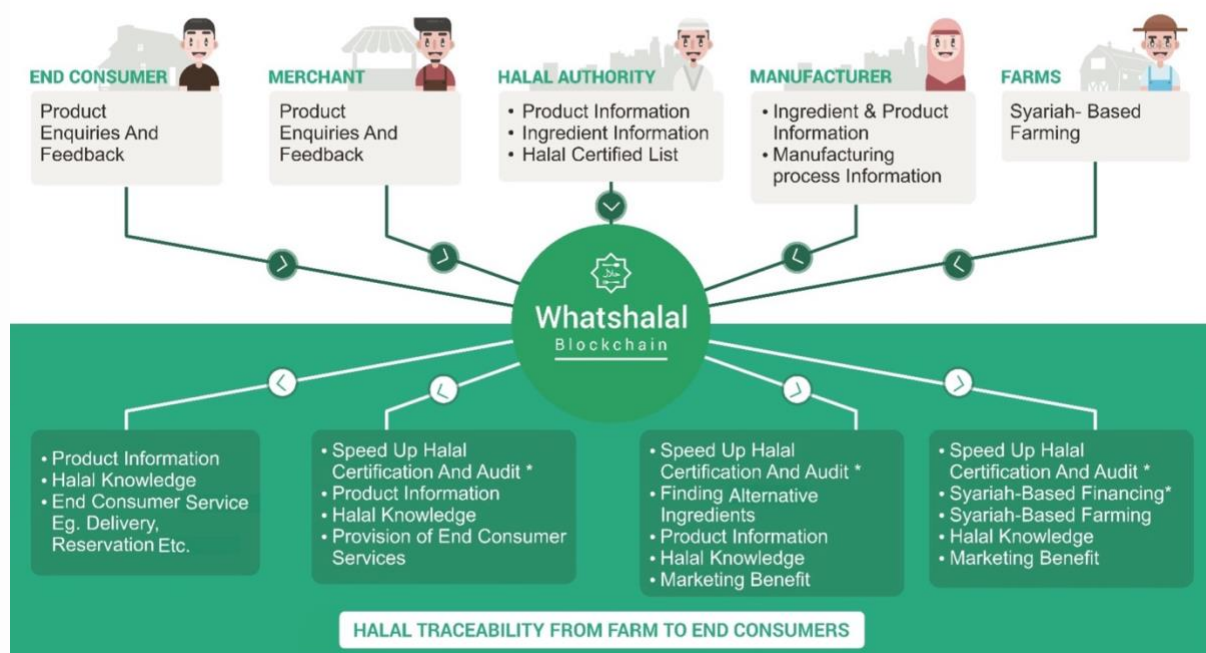 END CONSUMER
Product
Enquiries And
Feedback
MERCHANT
Product
Enquiries And
Feedback
HALAL AUTHORITY
• Product Information
• Ingredient Information
• Halal Certified List
MANUFACTURER
• Ingredient & Product
Information
• Manufacturing
process Information
FARMS
Syariah- Based
Farming
حلال
Whatshalal
Blockchain
• Product Information
• Halal Knowledge
• End Consumer Service
Eg. Delivery,
Reservation Etc.
• Speed Up Halal
Certification And Audit *
• Product Information
• Halal Knowledge
• Provision of End Consumer
Services
• Speed Up Halal
Certification And Audit *
• Finding Alternative
Ingredients
• Product Information
• Halal Knowledge
• Marketing Benefit
• Speed Up Halal
Certification And Audit *
• Syariah-Based Financing*
• Syariah-Based Farming
• Halal Knowledge
• Marketing Benefit
HALAL TRACEABILITY FROM FARM TO END CONSUMERS